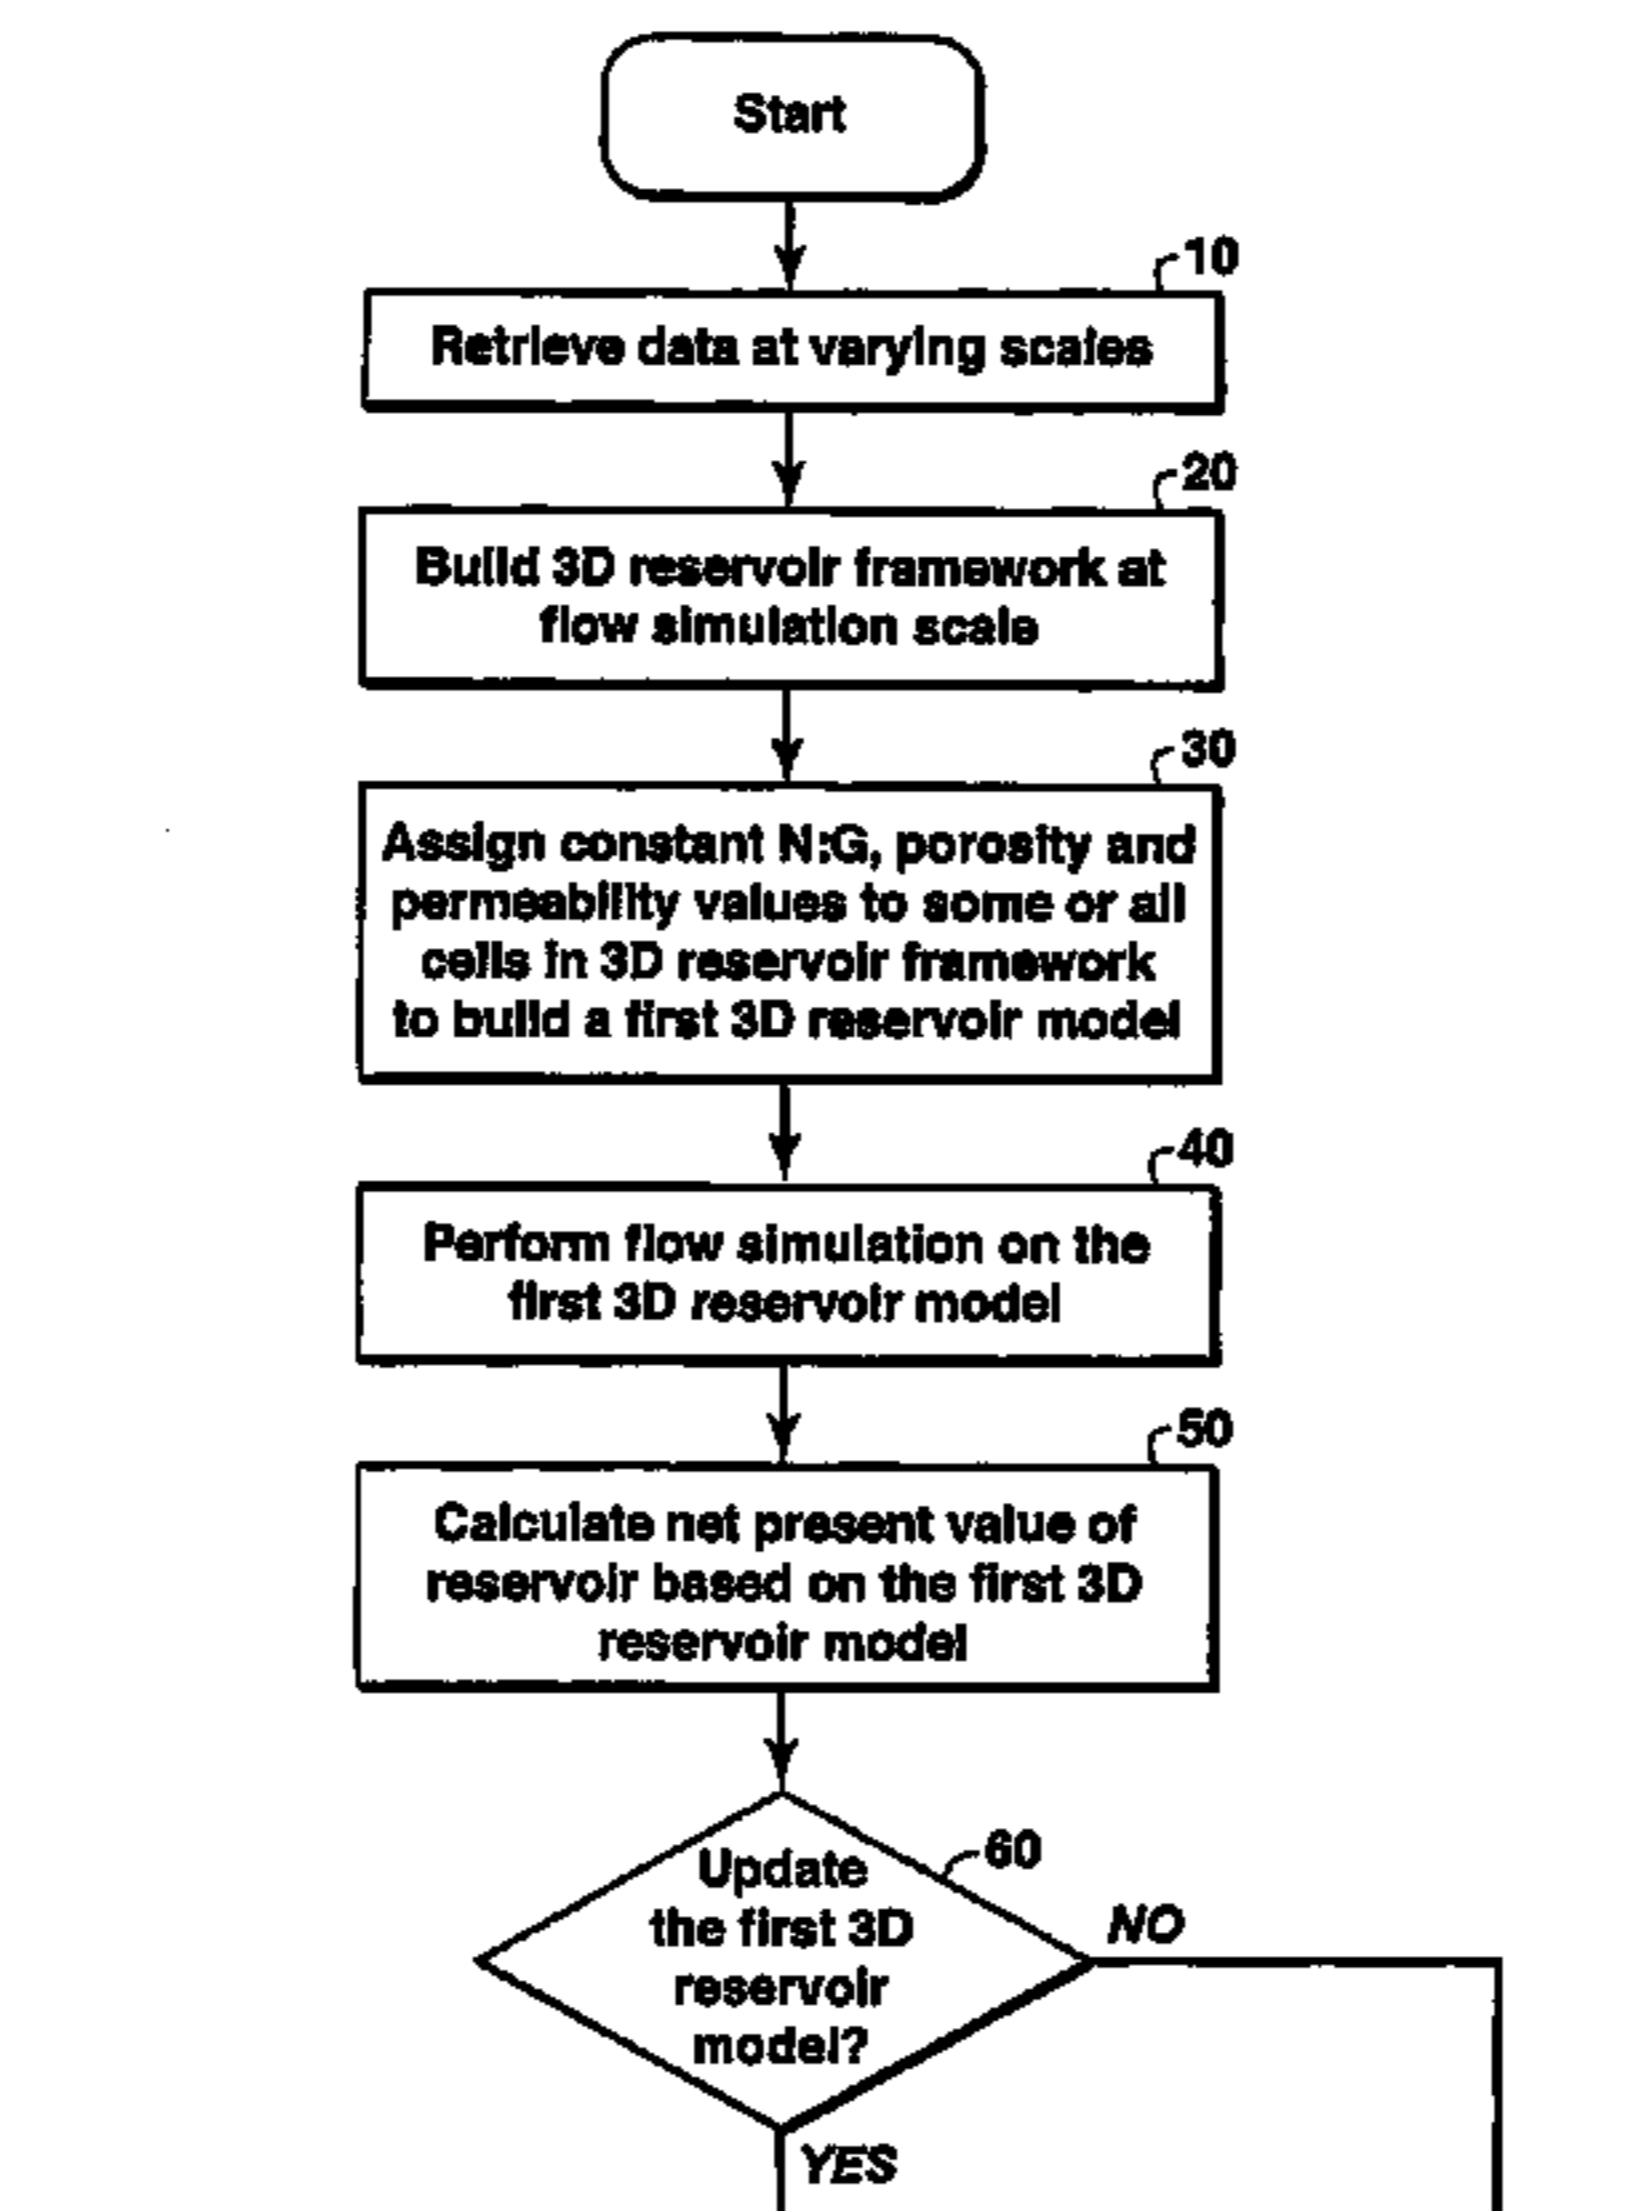 Start
10
Retrieve data at varying scales
20
Build 3D reservoir framework at
flow simulation scale
30
Assign constant N:G, porosity and
permeability values to some or all
cells in 3D reservoir framework
to build a first 3D reservoir model
40
Perform flow simulation on the
first 3D reservoir model
50
Calculate net present value of
reservoir based on the first 3D
reservoir model
60
Update
the first 3D
reservoir
model?
NO
YES